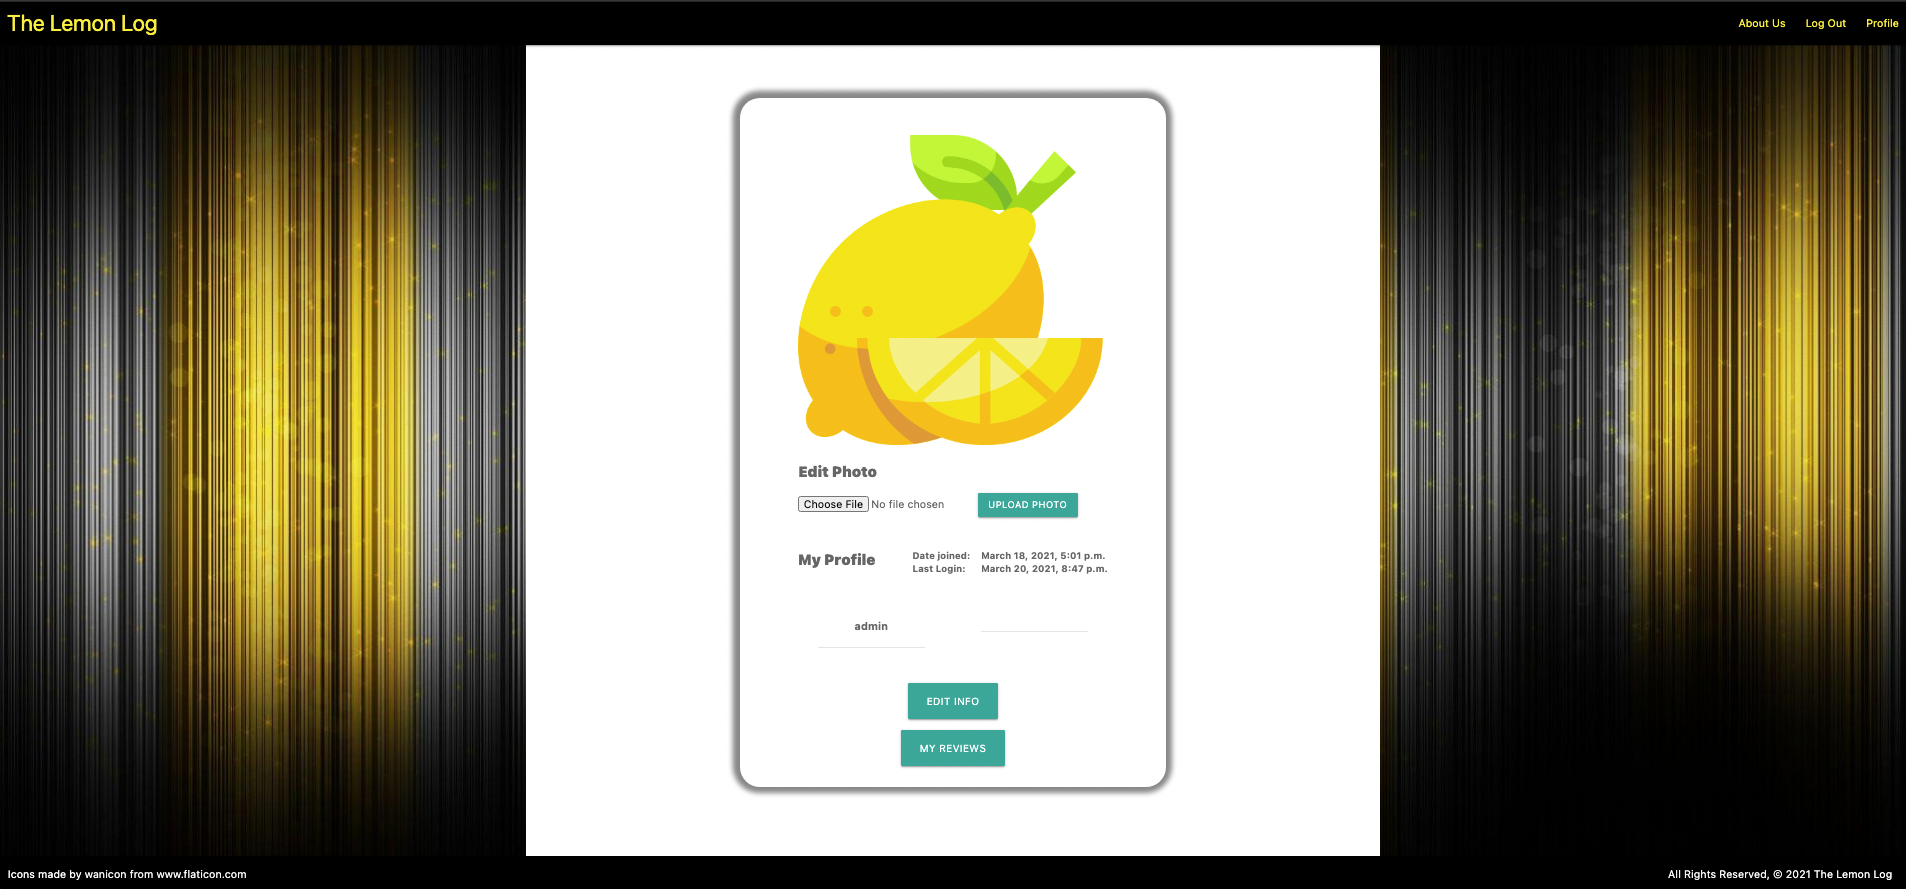 The Lemon Log
About Us Log Out Profile
Edit Photo
Choose File No file chosen UPLOAD PHOTO
My Profile
Date joined: March 18, 2021, 5:01 p.m.
Last Login: March 20, 2021, 8:47 p.m.
admin
EDIT INFO
MY REVIEWS
Icons made by wanicon from www.flaticon.com
All Rights Reserved, © 2021 The Lemon Log